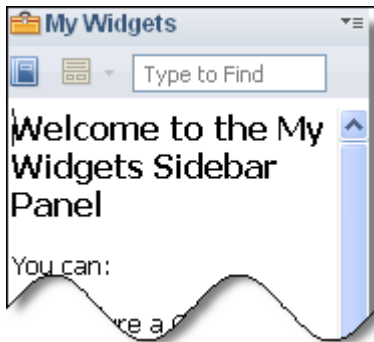 My Widgets
Type to Find
Welcome to the My
Widgets Sidebar
Panel
You can:
a